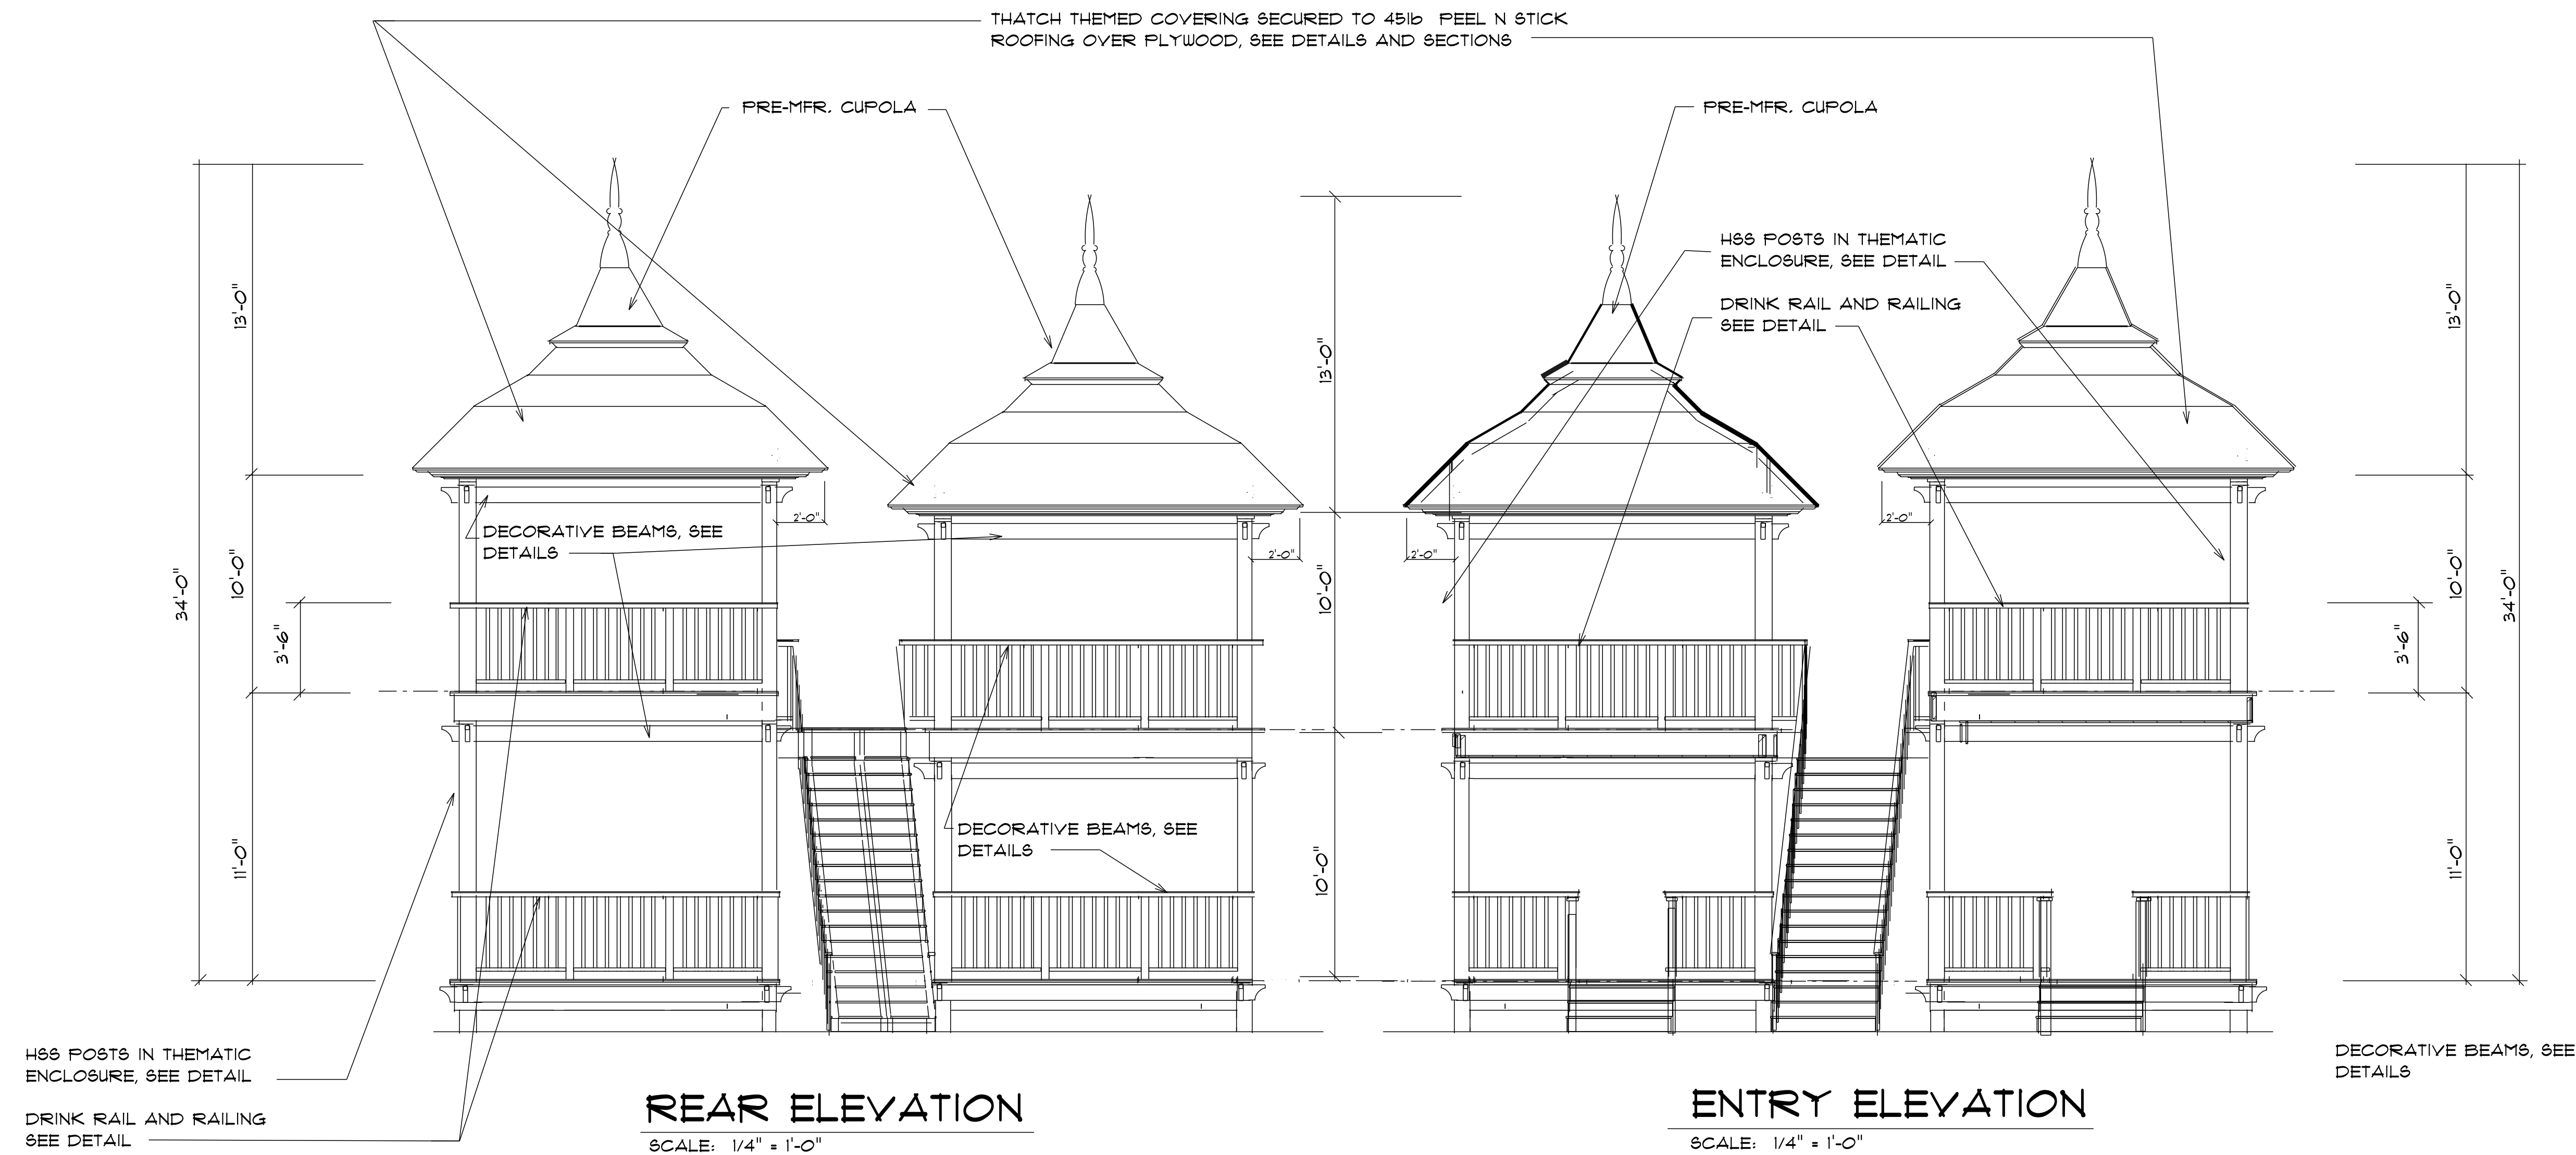 THATCH THEMED COVERING SECURED TO 45lb PEEL N STICK
ROOFING OVER PLYWOOD, SEE DETAILS AND SECTIONS
PRE-MFR. CUPOLA
PRE-MFR. CUPOLA
HSS POSTS IN THEMATIC
ENCLOSURE, SEE DETAIL
DRINK RAIL AND RAILING
SEE DETAIL
13'-0"
13'-0"
13'-0"
DECORATIVE BEAMS, SEE
DETAILS
2'-0"
2'-0"
2'-0"
2'-0"
34'-0"
10'-0"
10'-0"
10'-0"
34'-0"
3'-6"
3'-6"
DECORATIVE BEAMS, SEE
DETAILS
11'-0"
10'-0"
11'-0"
HSS POSTS IN THEMATIC
ENCLOSURE, SEE DETAIL
DRINK RAIL AND RAILING
SEE DETAIL
DECORATIVE BEAMS, SEE
DETAILS
REAR ELEVATION
SCALE: 1/4" = 1'-0"
ENTRY ELEVATION
SCALE: 1/4" = 1'-0"